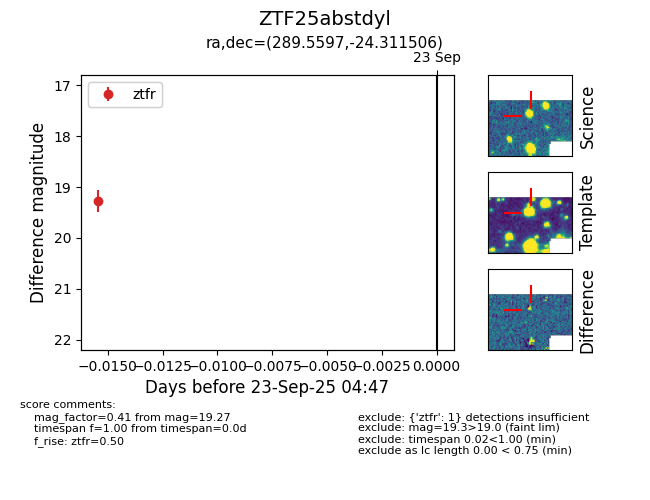 ZTF25abstdyl
ra,dec=(289.5597,-24.311506)
23 Sep
ztfr
17
18
19
20
21
22
Difference magnitude
−0.0150 −0.0125 −0.0100 −0.0075 −0.0050 −0.0025 0.0000
Days before 23-Sep-25 04:47
Science
Template
Difference
score comments:
mag_factor=0.41 from mag=19.27
timespan f=1.00 from timespan=0.0d
f_rise: ztfr=0.50
exclude: {'ztfr': 1} detections insufficient
exclude: mag=19.3>19.0 (faint lim)
exclude: timespan 0.02<1.00 (min)
exclude as lc length 0.00 < 0.75 (min)